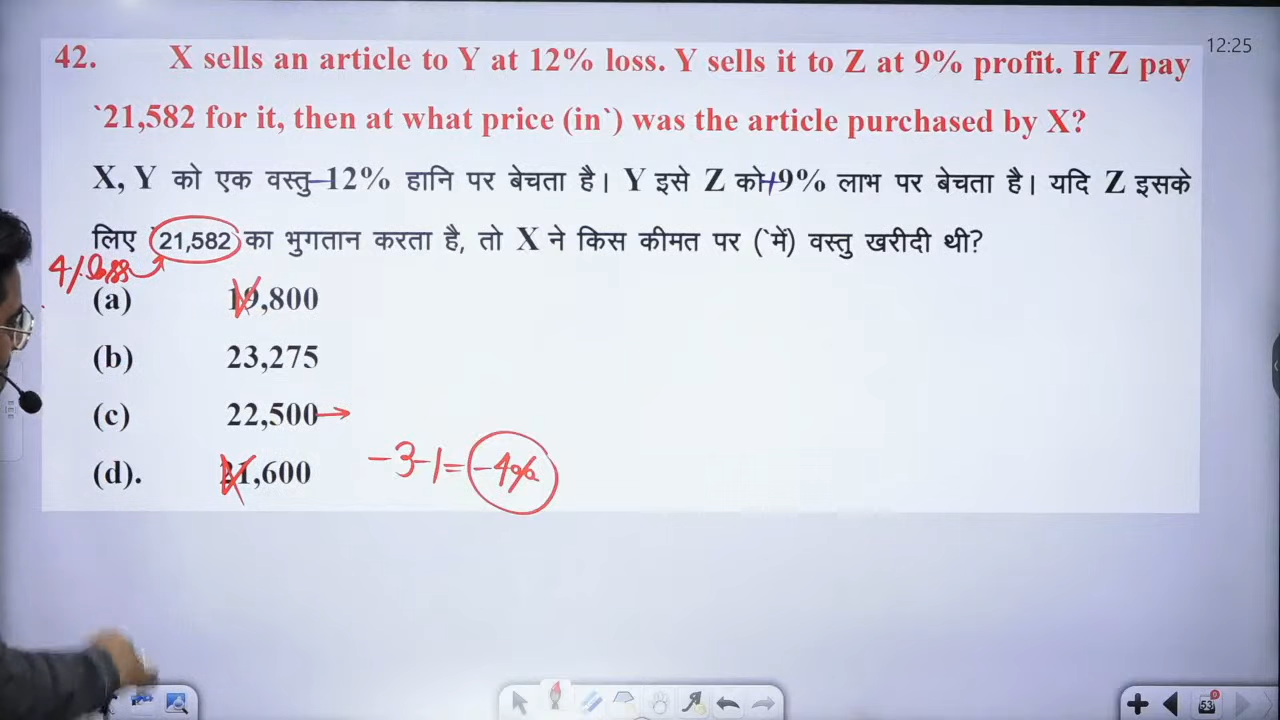 12:25
42. X sells an article to Y at 12% loss. Y sells it to Z at 9% profit. If Z pay
`21,582 for it, then at what price (in`) was the article purchased by X?
X, Y को एक वस्तु 12% हानि पर बेचता है। Y इसे Z को 9% लाभ पर बेचता है। यदि Z इसके
लिए `21,582 का भुगतान करता है, तो X ने किस कीमत पर (`में) वस्तु खरीदी थी?
4% loss
(a) 19,800
(b) 23,275
(c) 22,500
(d). 21,600
-3-1=-4%
53